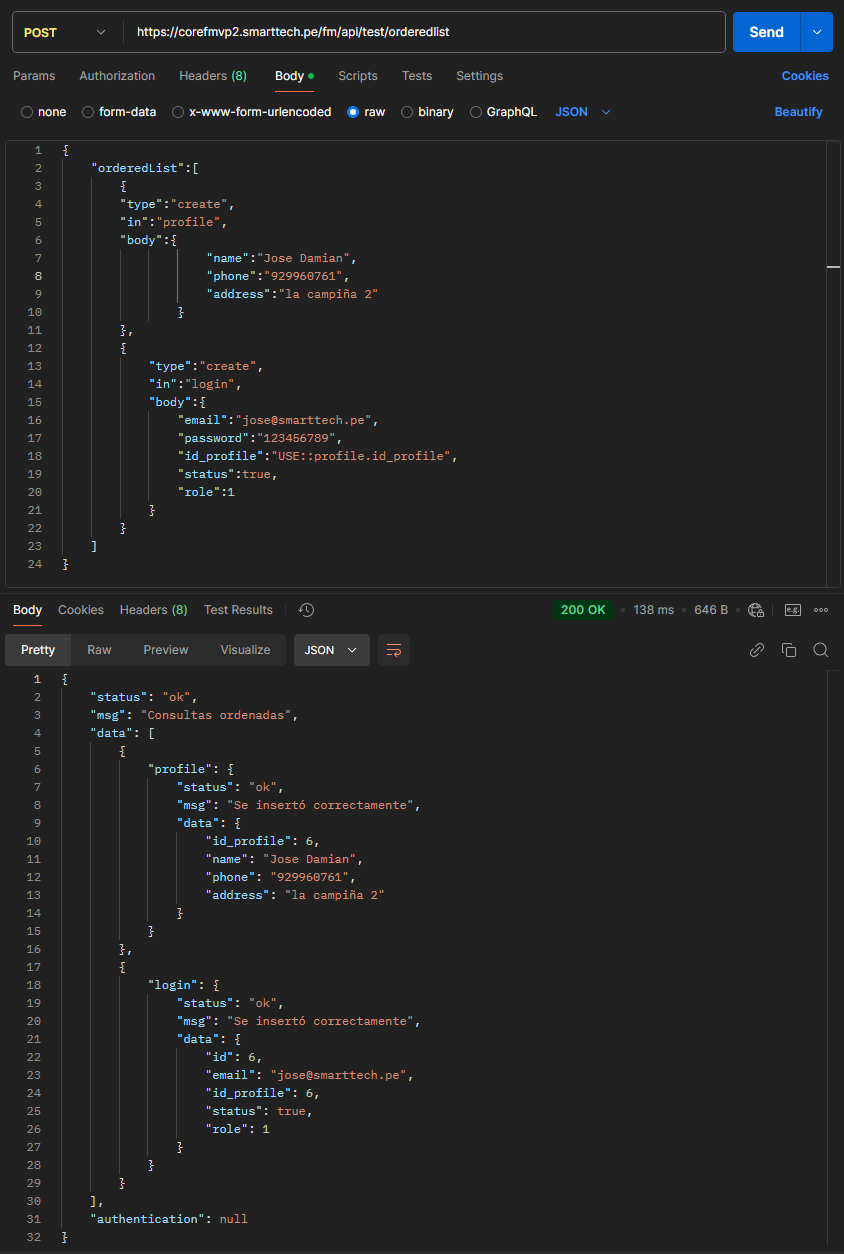 POST https://corefmvp2.smarttech.pe/fm/api/test/orderedlist Send
Params Authorization Headers (8) Body Scripts Tests Settings Cookies
none form-data x-www-form-urlencoded raw binary GraphQL JSON Beautify
1 {
2 "orderedList":[
3 {
4 "type":"create",
5 "in":"profile",
6 "body":{
7 "name":"Jose Damian",
8 "phone":"929960761",
9 "address":"la campiña 2"
10 }
11 },
12 {
13 "type":"create",
14 "in":"login",
15 "body":{
16 "email":"jose@smarttech.pe",
17 "password":"123456789",
18 "id_profile":"USE::profile.id_profile",
19 "status":true,
20 "role":1
21 }
22 }
23 ]
24 }
Body Cookies Headers (8) Test Results 200 OK 138 ms 646 B e.g.
Pretty Raw Preview Visualize JSON
1 {
2 "status": "ok",
3 "msg": "Consultas ordenadas",
4 "data": [
5 {
6 "profile": {
7 "status": "ok",
8 "msg": "Se insertó correctamente",
9 "data": {
10 "id_profile": 6,
11 "name": "Jose Damian",
12 "phone": "929960761",
13 "address": "la campiña 2"
14 }
15 }
16 },
17 {
18 "login": {
19 "status": "ok",
20 "msg": "Se insertó correctamente",
21 "data": {
22 "id": 6,
23 "email": "jose@smarttech.pe",
24 "id_profile": 6,
25 "status": true,
26 "role": 1
27 }
28 }
29 }
30 ],
31 "authentication": null
32 }